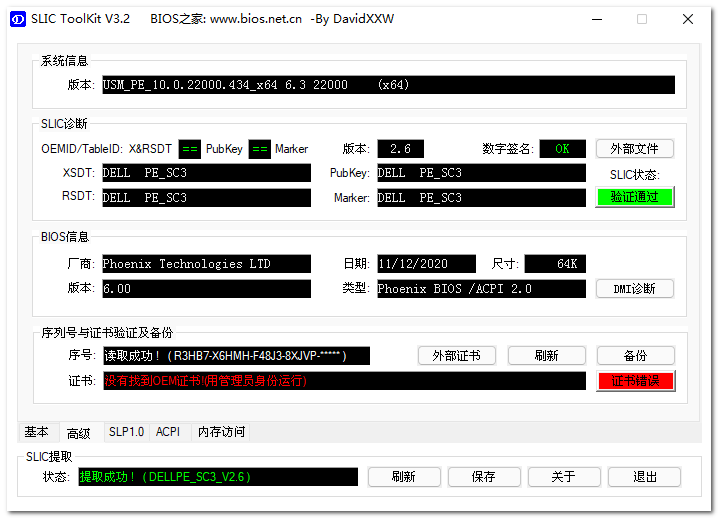 SLIC ToolKit V3.2 BIOS之家: www.bios.net.cn -By DavidXXW
系统信息
版本: USM_PE_10.0.22000.434_x64 6.3 22000 (x64)
SLIC诊断
OEMID/TableID: X&RSDT == PubKey == Marker 版本: 2.6 数字签名: OK 外部文件
XSDT: DELL PE_SC3 PubKey: DELL PE_SC3 SLIC状态:
RSDT: DELL PE_SC3 Marker: DELL PE_SC3 验证通过
BIOS信息
厂商: Phoenix Technologies LTD 日期: 11/12/2020 尺寸: 64K
版本: 6.00 类型: Phoenix BIOS /ACPI 2.0 DMI诊断
序列号与证书验证及备份
序号: 读取成功！（R3HB7-X6HMH-F48J3-8XJVP-*****） 外部证书 刷新 备份
证书: 没有找到OEM证书!(用管理员身份运行) 证书错误
基本 高级 SLP1.0 ACPI 内存访问
SLIC提取
状态: 提取成功！（DELLPE_SC3_V2.6） 刷新 保存 关于 退出